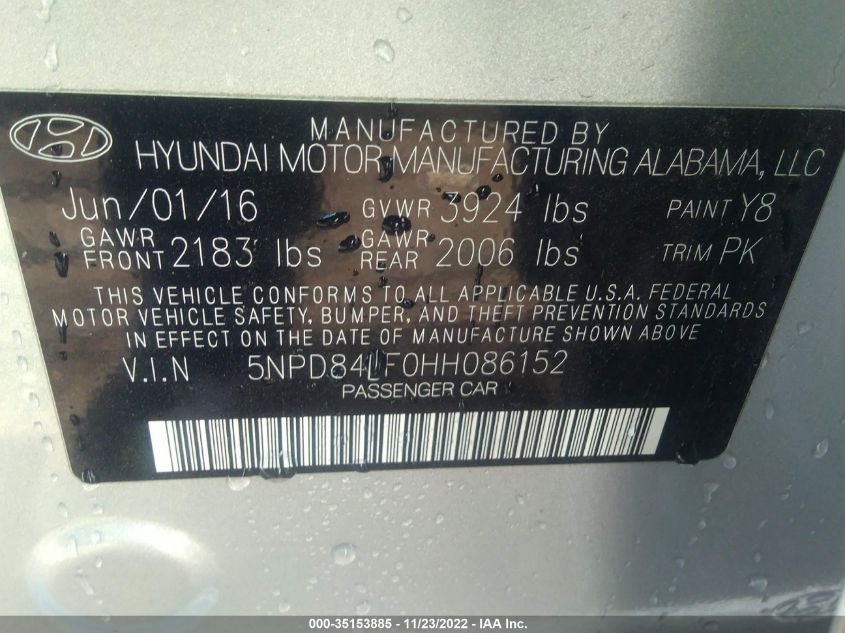 MANUFACTURED BY
HYUNDAI MOTOR MANUFACTURING ALABAMA, LLC
Jun/01/16 GVWR 3924 lbs PAINT Y8
GAWR FRONT 2183 lbs GAWR REAR 2006 lbs TRIM PK
THIS VEHICLE CONFORMS TO ALL APPLICABLE U.S.A. FEDERAL
MOTOR VEHICLE SAFETY, BUMPER, AND THEFT PREVENTION STANDARDS
IN EFFECT ON THE DATE OF MANUFACTURE SHOWN ABOVE
V.I.N 5NPD84LF0HH086152
PASSENGER CAR
000-35153885 - 11/23/2022 - IAA Inc.